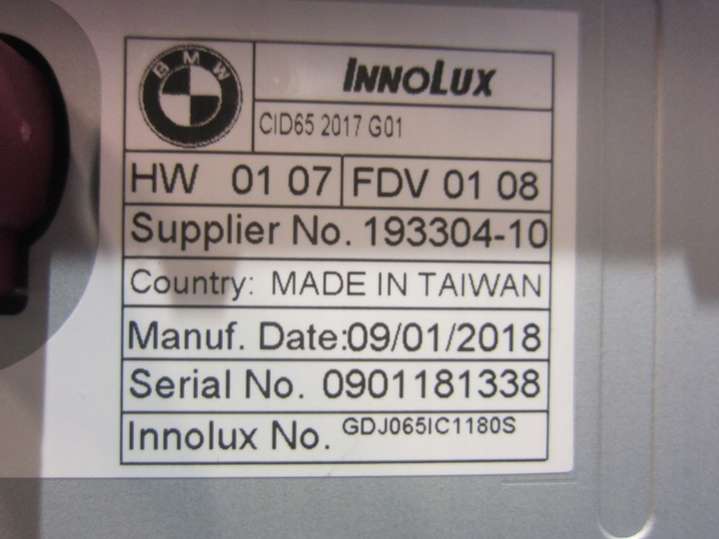 BMW
INNOLUX
CID65 2017 G01
HW 01 07 FDV 01 08
Supplier No. 193304-10
Country: MADE IN TAIWAN
Manuf. Date:09/01/2018
Serial No. 0901181338
Innolux No. GDJ065IC1180S